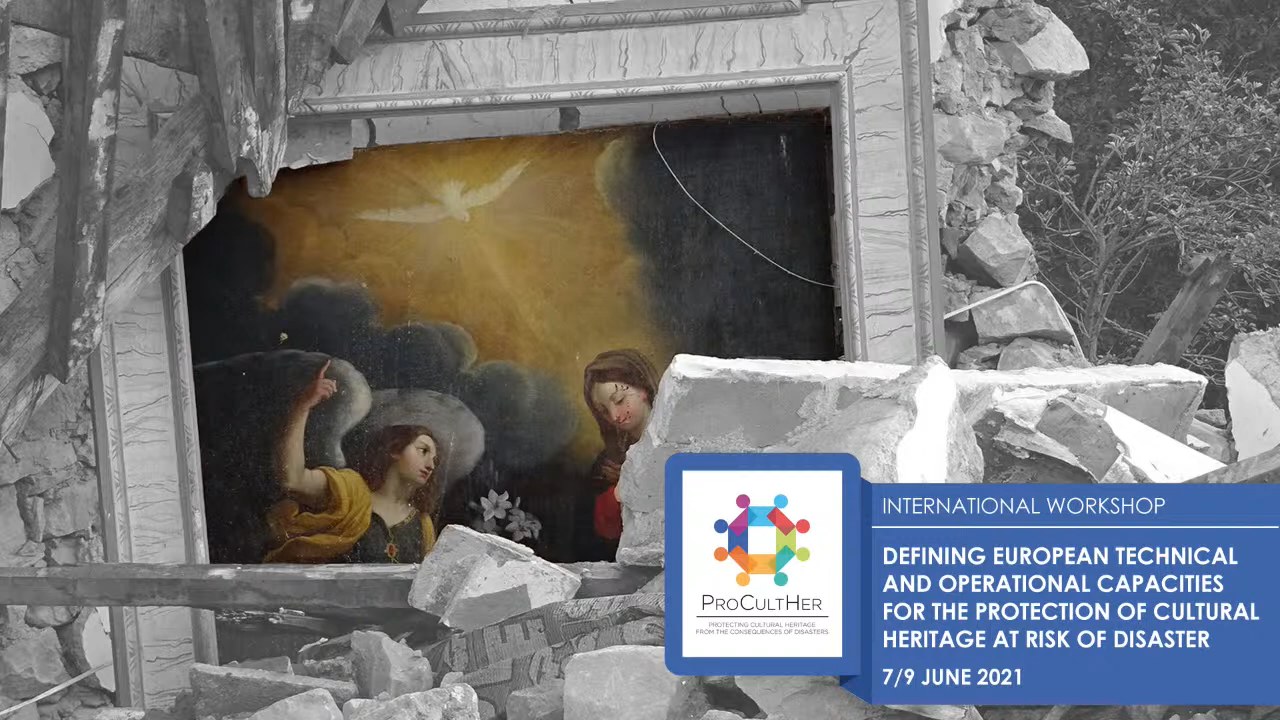 INTERNATIONAL WORKSHOP
DEFINING EUROPEAN TECHNICAL
AND OPERATIONAL CAPACITIES
FOR THE PROTECTION OF CULTURAL
HERITAGE AT RISK OF DISASTER
7/9 JUNE 2021
PROCULTHER
PROTECTING CULTURAL HERITAGE
FROM THE CONSEQUENCES OF DISASTERS